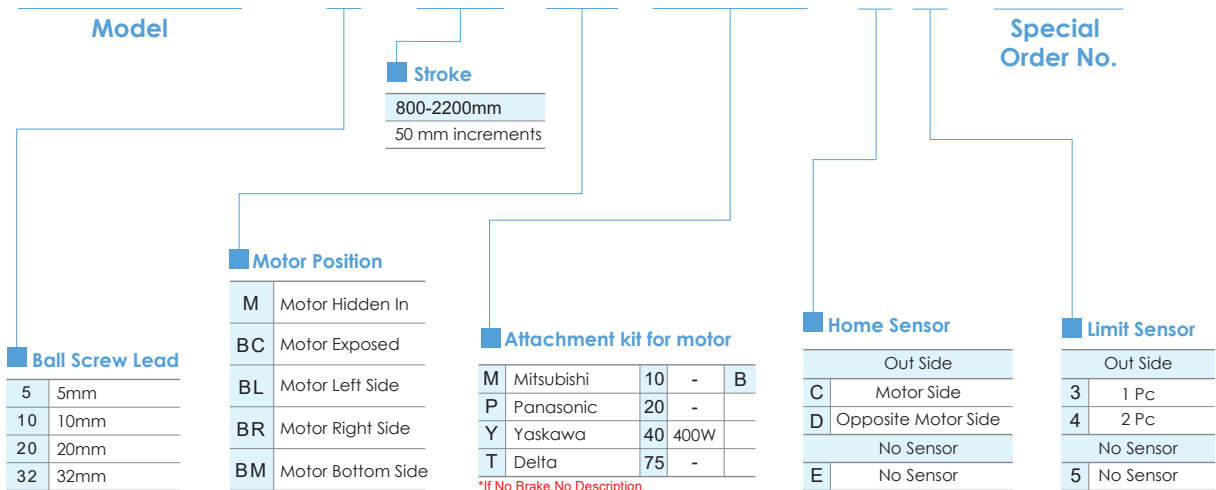 Model
Special
Order No.
Stroke
800-2200mm
50 mm increments
Motor Position
M Motor Hidden In
BC Motor Exposed
BL Motor Left Side
BR Motor Right Side
BM Motor Bottom Side
Ball Screw Lead
5 5mm
10 10mm
20 20mm
32 32mm
Attachment kit for motor
M Mitsubishi 10 - B
P Panasonic 20 -
Y Yaskawa 40 400W
T Delta 75 -
*If No Brake,No Description.
Home Sensor
Out Side
C Motor Side
D Opposite Motor Side
No Sensor
E No Sensor
Limit Sensor
Out Side
3 1 Pc
4 2 Pc
No Sensor
5 No Sensor